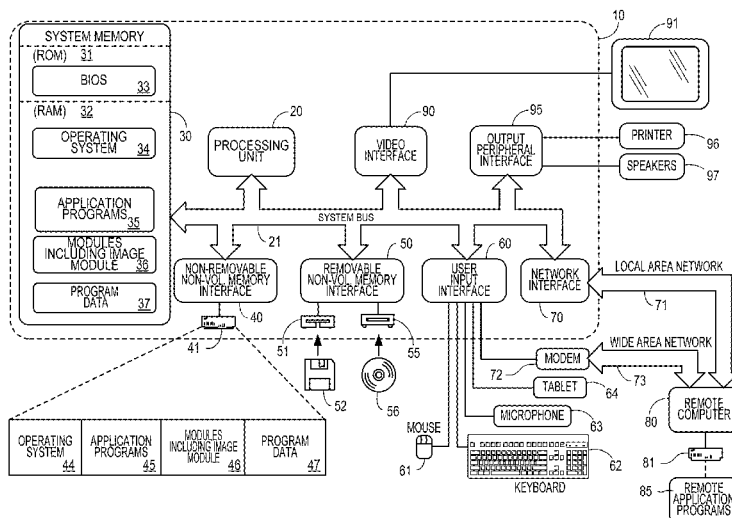 10
91
SYSTEM MEMORY
(ROM) 31
BIOS 33
(RAM) 32
30
OPERATING
SYSTEM 34
APPLICATION
PROGRAMS
35
MODULES
INCLUDING IMAGE
MODULE 36
PROGRAM
DATA 37
20
PROCESSING
UNIT
90
VIDEO
INTERFACE
95
OUTPUT
PERIPHERAL
INTERFACE
PRINTER
96
SPEAKERS
97
SYSTEM BUS
21
NON-REMOVABLE
NON-VOL MEMORY
INTERFACE
40
50
REMOVABLE
NON-VOL MEMORY
INTERFACE
60
USER
INPUT
INTERFACE
NETWORK
INTERFACE
70
LOCAL AREA NETWORK
71
41
51
55
52
56
MODEM
72
WIDE AREA NETWORK
73
TABLET
64
MICROPHONE
63
MOUSE
61
62
KEYBOARD
REMOTE
COMPUTER
80
81
85
REMOTE
APPLICATION
PROGRAMS
OPERATING
SYSTEM
44
APPLICATION
PROGRAMS
45
MODULES
INCLUDING IMAGE
MODULE 46
PROGRAM
DATA
47